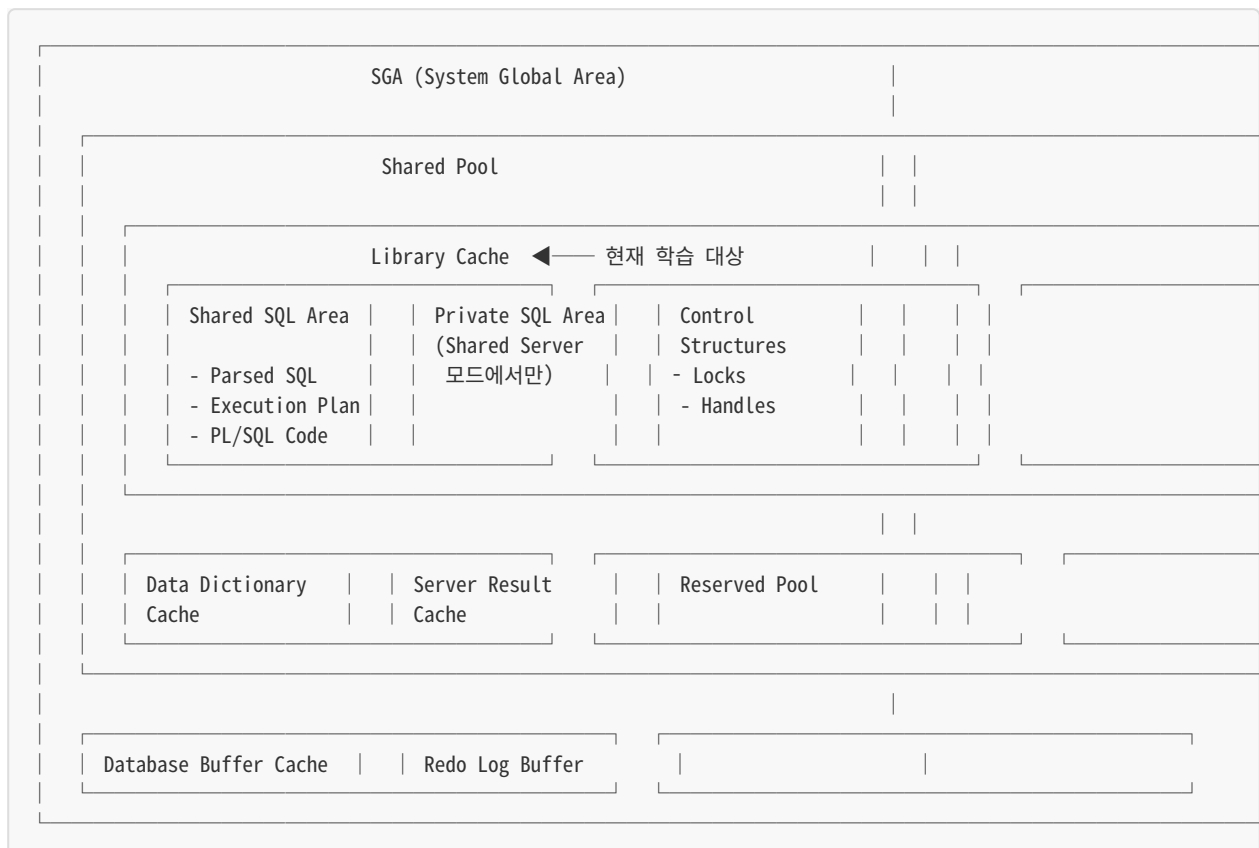 SGA (System Global Area)
Shared Pool
Library Cache ◀── 현재 학습 대상
Shared SQL Area | Private SQL Area | Control
(Shared Server | Structures
- Parsed SQL | 모드에서만) | - Locks
- Execution Plan | - Handles
- PL/SQL Code
Data Dictionary | Server Result | Reserved Pool
Cache | Cache
Database Buffer Cache | Redo Log Buffer